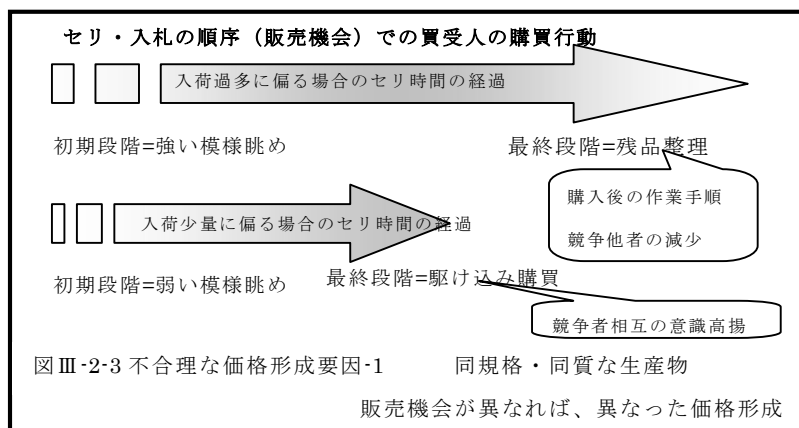 セリ・入札の順序（販売機会）での買受人の購買行動
入荷過多に偏る場合のセリ時間の経過
初期段階=強い模様眺め
最終段階=残品整理
購入後の作業手順
競争他者の減少
入荷少量に偏る場合のセリ時間の経過
初期段階=弱い模様眺め
最終段階=駆け込み購買
競争者相互の意識高揚
図Ⅲ-2-3 不合理な価格形成要因-1 同規格・同質な生産物
販売機会が異なれば、異なった価格形成